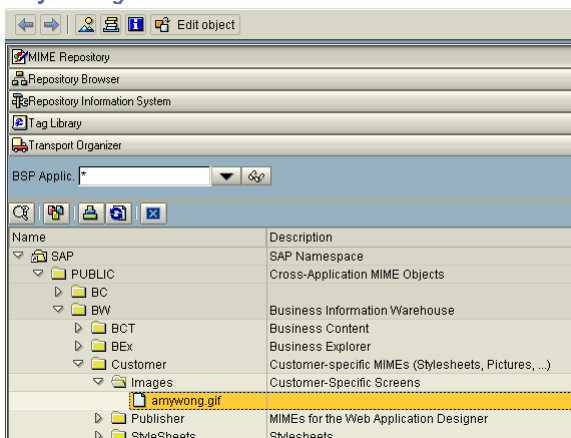 Edit object
MIME Repository
Repository Browser
Repository Information System
Tag Library
Transport Organizer
BSP Applic. *
Name Description
SAP SAP Namespace
PUBLIC Cross-Application MIME Objects
BC
BW Business Information Warehouse
BCT Business Content
BEx Business Explorer
Customer Customer-specific MIMEs (Stylesheets, Pictures, ...)
Images Customer-Specific Screens
amywong.gif
Publisher MIMEs for the Web Application Designer
StyleSheets Stylesheets